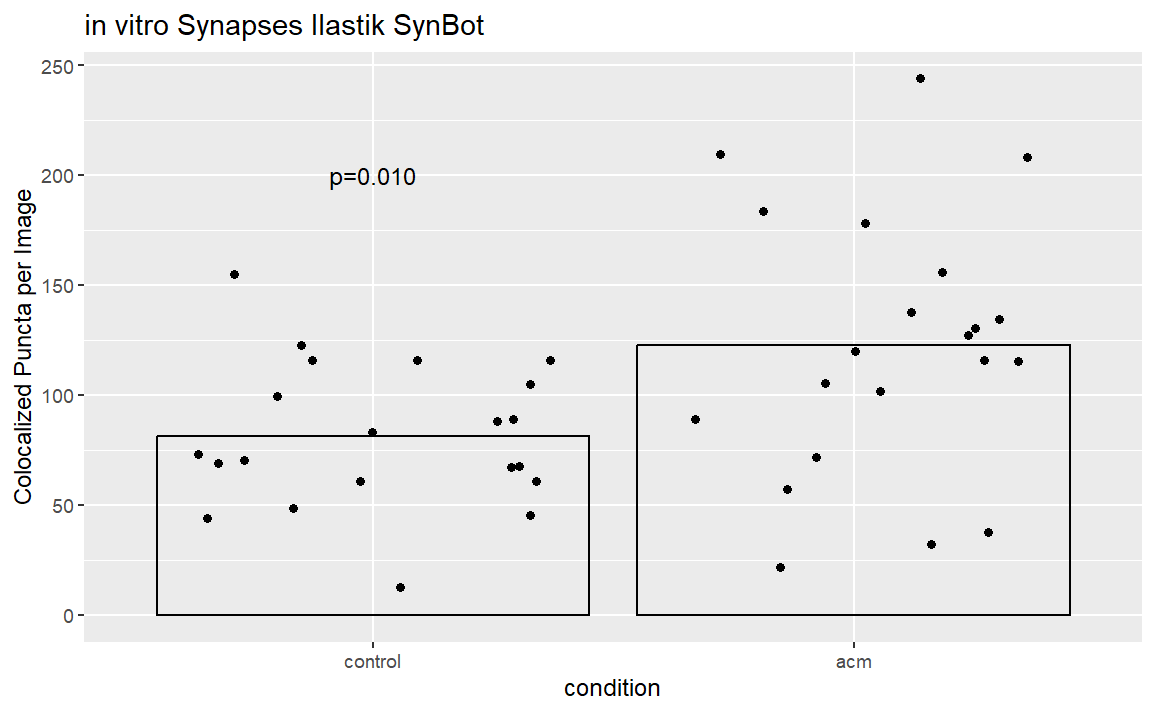 in vitro Synapses Ilastik SynBot
250
200
150
100
50
0
Colocalized Puncta per Image
p=0.010
control
acm
condition